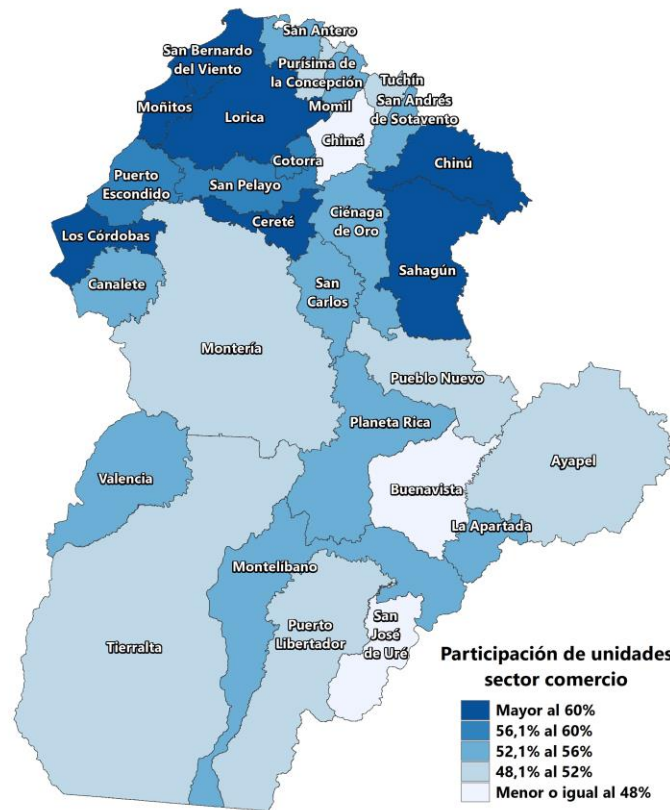 San Antero
San Bernardo
del Viento
Purísima de
la Concepción
Tuchín
San Andrés
de Sotavento
Moñitos
Lorica
Momil
Chimá
Chinú
Cotorra
Puerto
Escondido
San Pelayo
Ciénaga
de Oro
Los Córdobas
Cereté
Sahagún
Canalete
San
Carlos
Montería
Pueblo Nuevo
Planeta Rica
Ayapel
Valencia
Buenavista
La Apartada
Montelíbano
San
José
de Uré
Puerto
Libertador
Tierralta
Participación de unidades
sector comercio
Mayor al 60%
56,1% al 60%
52,1% al 56%
48,1% al 52%
Menor o igual al 48%